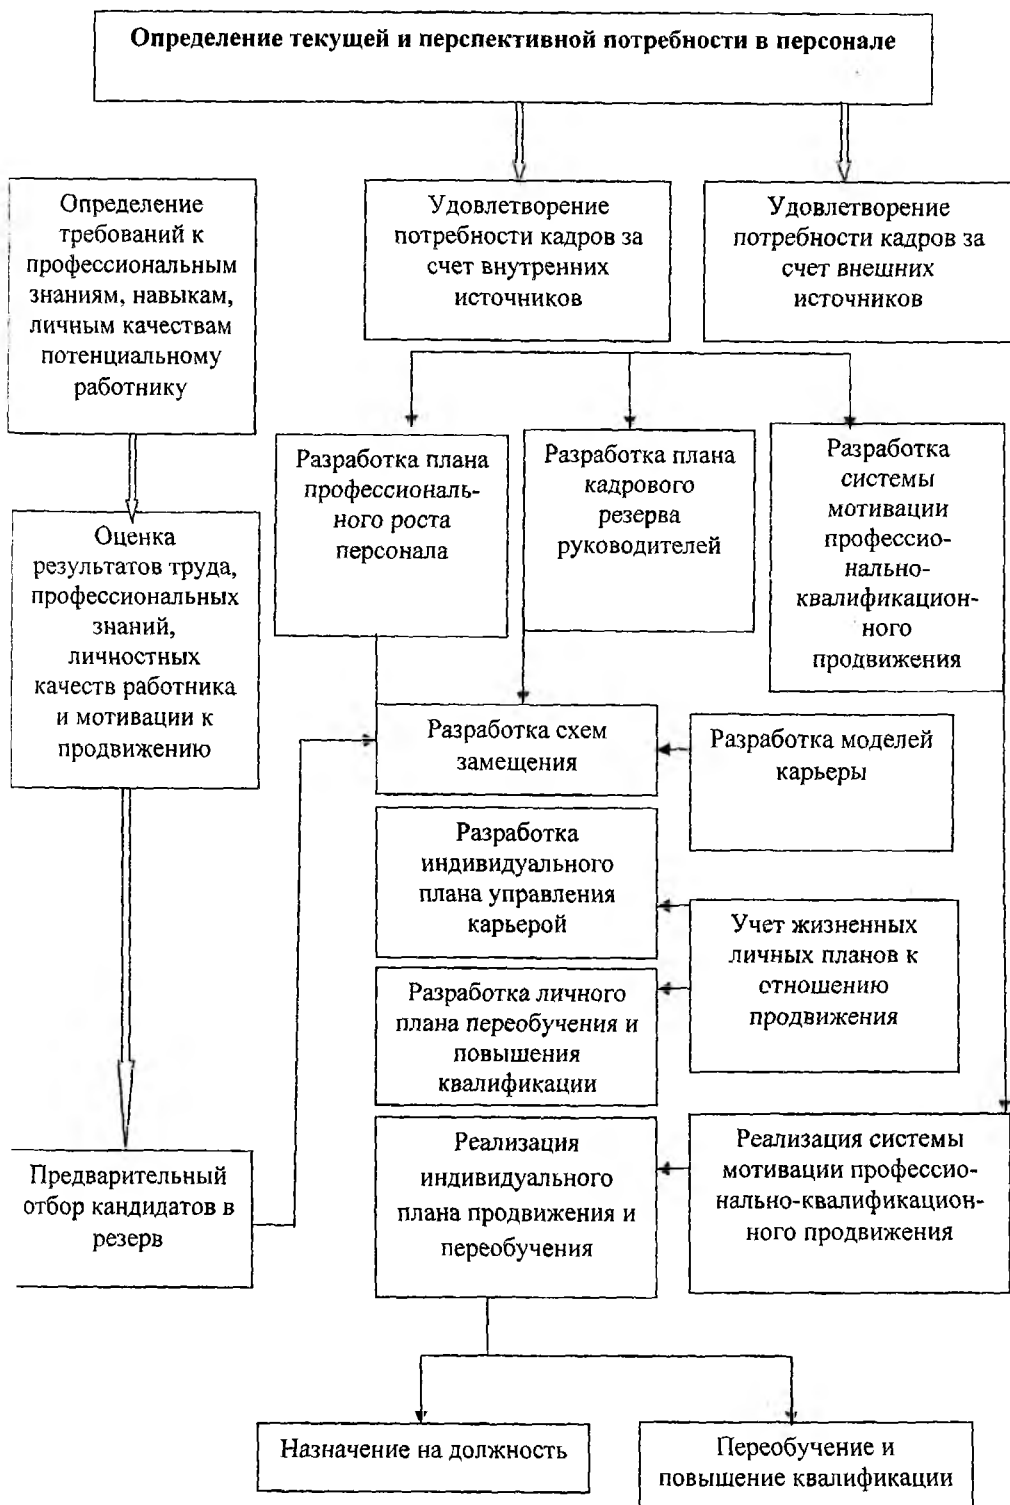 Определение текущей и перспективной потребности в персонале
Определение
требований к
профессиональным
знаниям, навыкам,
личным качествам
потенциальному
работнику
Удовлетворение
потребности кадров за
счет внутренних
источников
Удовлетворение
потребности кадров за
счет внешних
источников
Разработка плана
профессиональ-
ного роста
персонала
Разработка плана
кадрового
резерва
руководителей
Разработка
системы
мотивации
профессио-
нально-
квалификацион-
ного
продвижения
Оценка
результатов труда,
профессиональных
знаний,
личностных
качеств работника
и мотивации к
продвижению
Разработка схем
замещения
Разработка моделей
карьеры
Разработка
индивидуального
плана управления
карьерой
Учет жизненных
личных планов к
отношению
продвижения
Разработка личного
плана переобучения и
повышения
квалификации
Предварительный
отбор кандидатов в
резерв
Реализация
индивидуального
плана продвижения и
переобучения
Реализация системы
мотивации профессио-
нально-квалификацион-
ного продвижения
Назначение на должность
Переобучение и
повышение квалификации